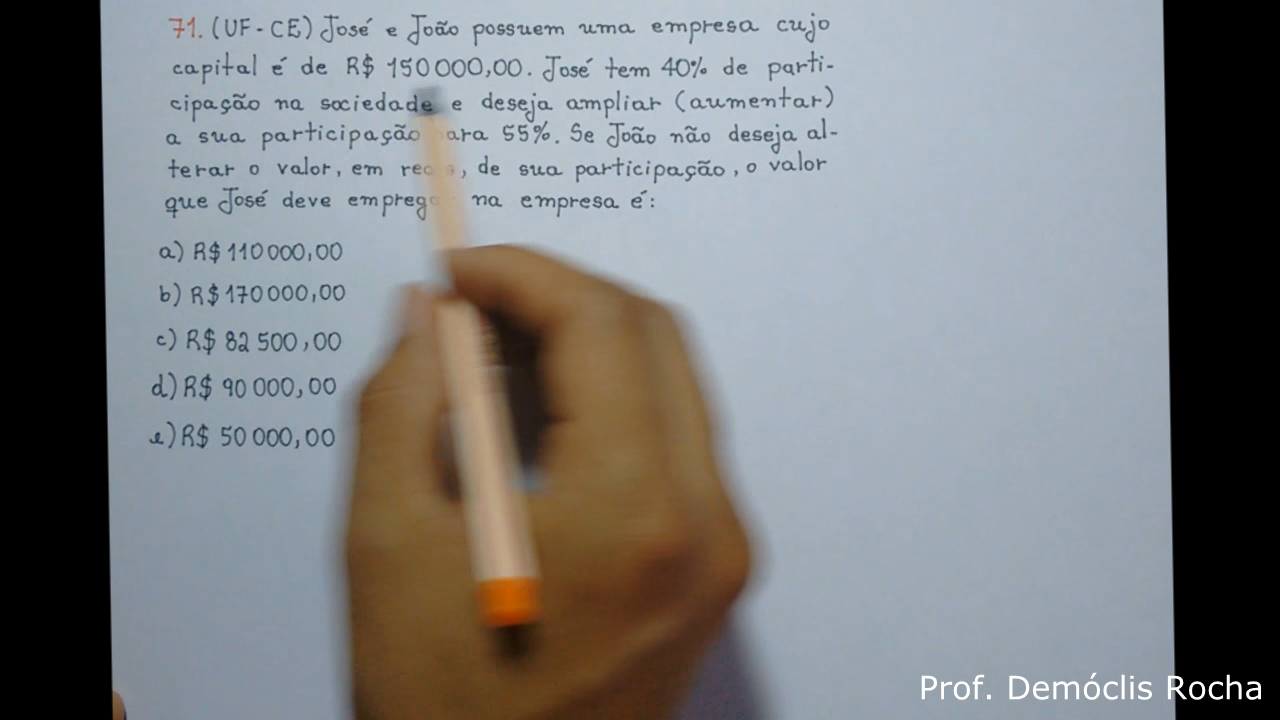 71. (UF-CE) José e João possuem uma empresa cujo
capital é de R$ 150 000,00. José tem 40% de parti-
cipação na sociedade e deseja ampliar (aumentar)
a sua participação 55%. Se João não deseja al-
terar o valor, em de sua participação, o valor
que José deve na empresa é:
a) R$ 110 000,00
b) R$ 170 000,00
c) R$ 82 500,00
d) R$ 90 000,00
e) R$ 50 000,00
Prof. Demóclis Rocha